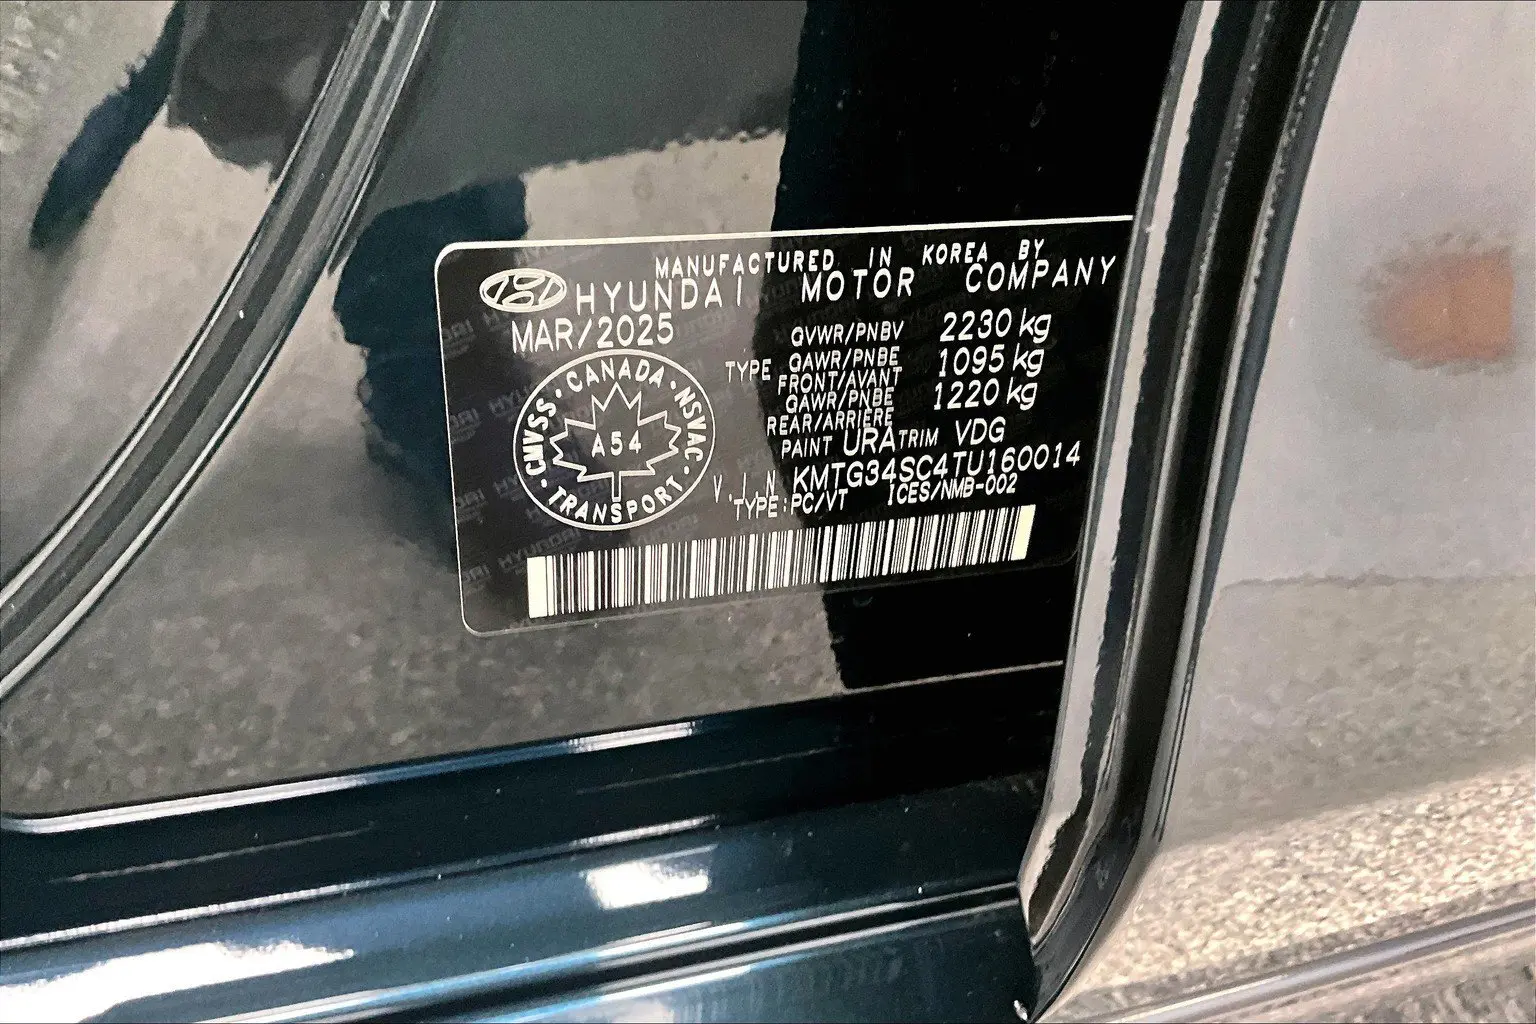 MANUFACTURED IN KOREA BY
HYUNDAI MOTOR COMPANY
MAR/2025
GVWR/PNBV 2230 kg
TYPE GAWR/PNBE 1095 kg
FRONT/AVANT
GAWR/PNBE 1220 kg
REAR/ARRIÈRE
PAINT URA TRIM VDG
V.I.N KMTG34SC4TU160014
TYPE:PC/VT ICES/NMB-002
CANADA · NSVAC · TRANSPORT · CMVSS ·
A54